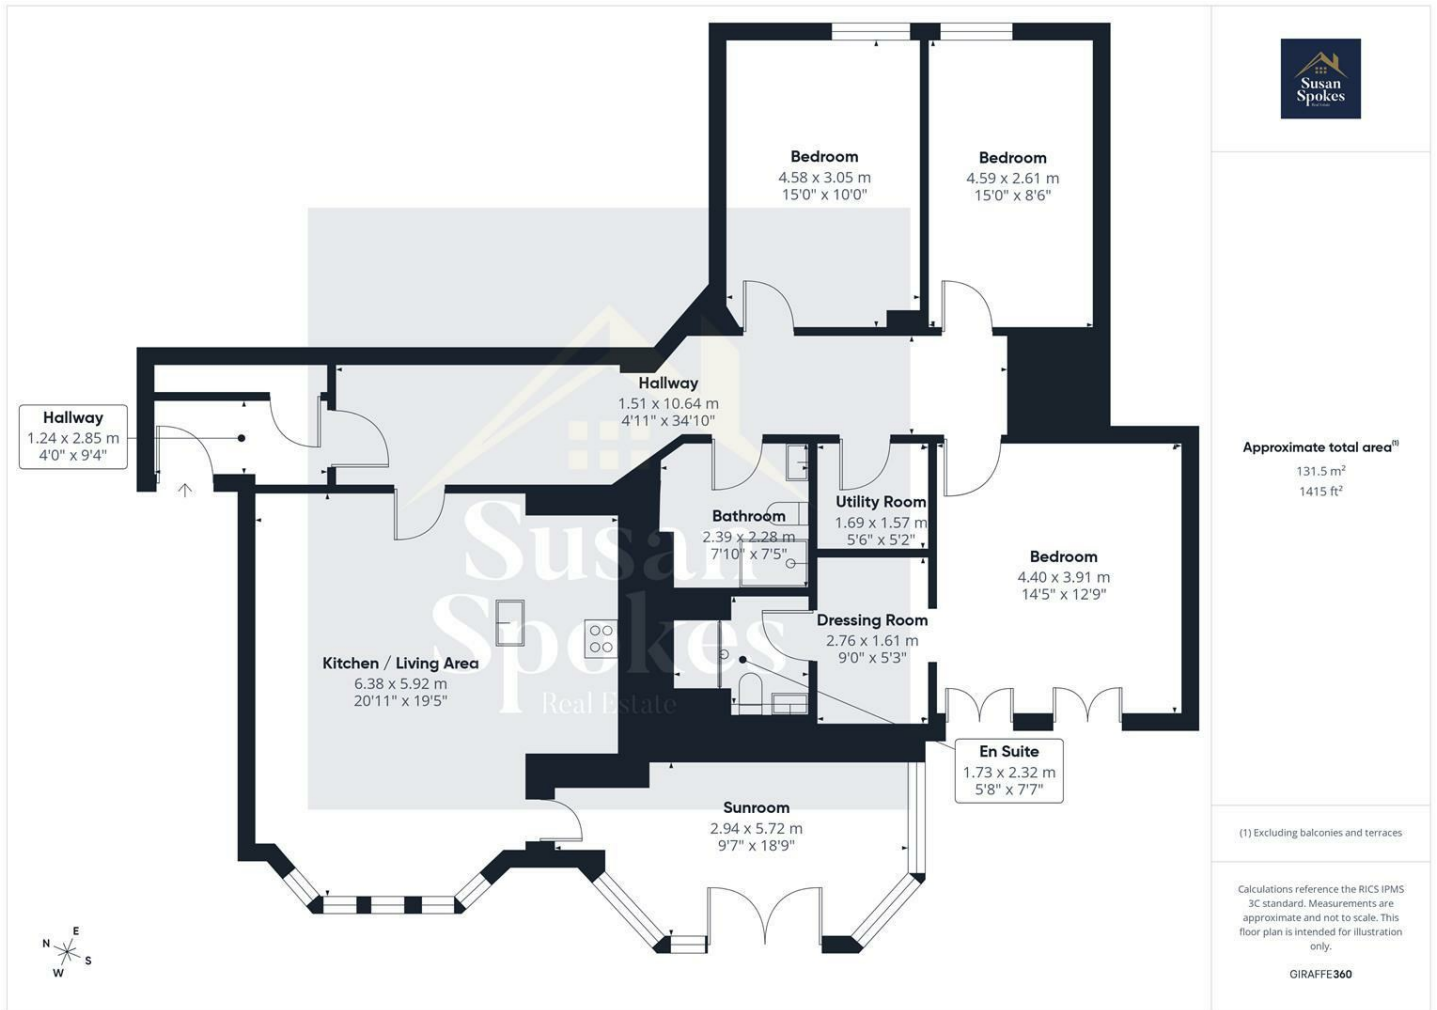 Bedroom
4.58 x 3.05 m
15'0" x 10'0"
Bedroom
4.59 x 2.61 m
15'0" x 8'6"
Hallway
1.51 x 10.64 m
4'11" x 34'10"
Hallway
1.24 x 2.85 m
4'0" x 9'4"
Bathroom
2.39 x 2.28 m
7'10" x 7'5"
Utility Room
1.69 x 1.57 m
5'6" x 5'2"
Bedroom
4.40 x 3.91 m
14'5" x 12'9"
Dressing Room
2.76 x 1.61 m
9'0" x 5'3"
Kitchen / Living Area
6.38 x 5.92 m
20'11" x 19'5"
En Suite
1.73 x 2.32 m
5'8" x 7'7"
Sunroom
2.94 x 5.72 m
9'7" x 18'9"
Susan
Spokes
Real Estate
N
E
S
W
Susan
Spokes
Real Estate
Approximate total area⁽¹⁾
131.5 m²
1415 ft²
(1) Excluding balconies and terraces
Calculations reference the RICS IPMS
3C standard. Measurements are
approximate and not to scale. This
floor plan is intended for illustration
only.
GIRAFFE360